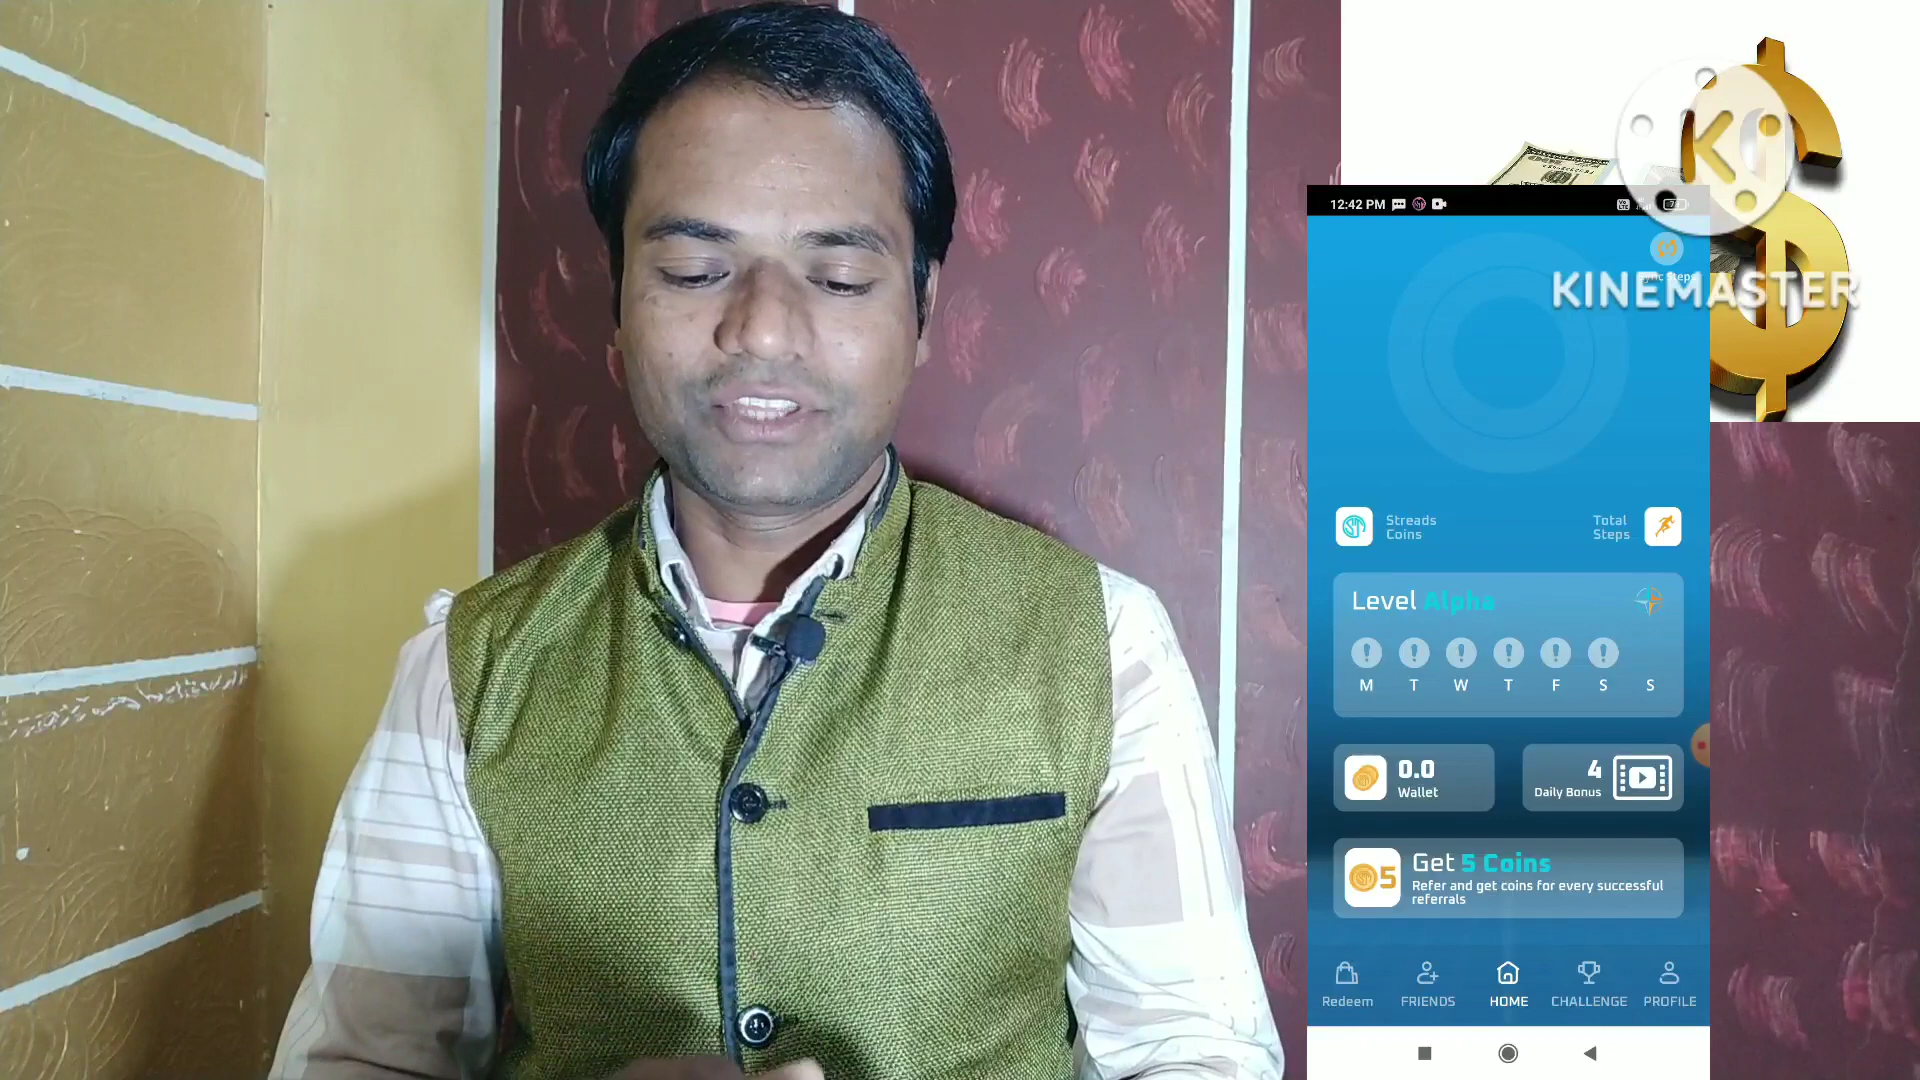 12:42 PM
KINEMASTER
Streads
Coins
Total
Steps
Level Alpha
M T W T F S S
0.0
Wallet
4
Daily Bonus
5
Get 5 Coins
Refer and get coins for every successful
referrals
Redeem
FRIENDS
HOME
CHALLENGE
PROFILE